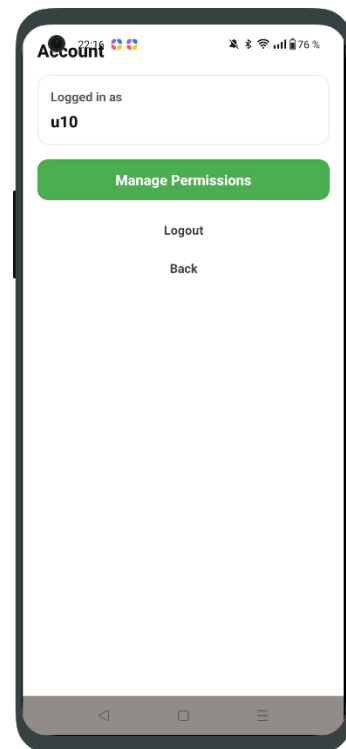 22:16 76 %
Account
Logged in as
u10
Manage Permissions
Logout
Back